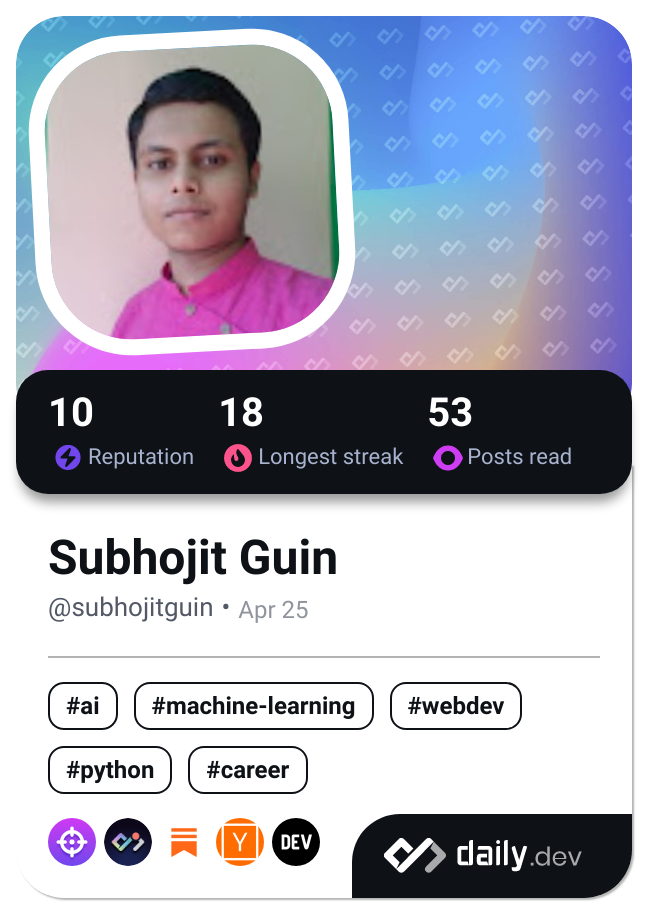 10 18 53
Reputation Longest streak Posts read
Subhojit Guin
@subhojitguin • Apr 25
#ai #machine-learning #webdev
#python #career
Y DEV daily.dev